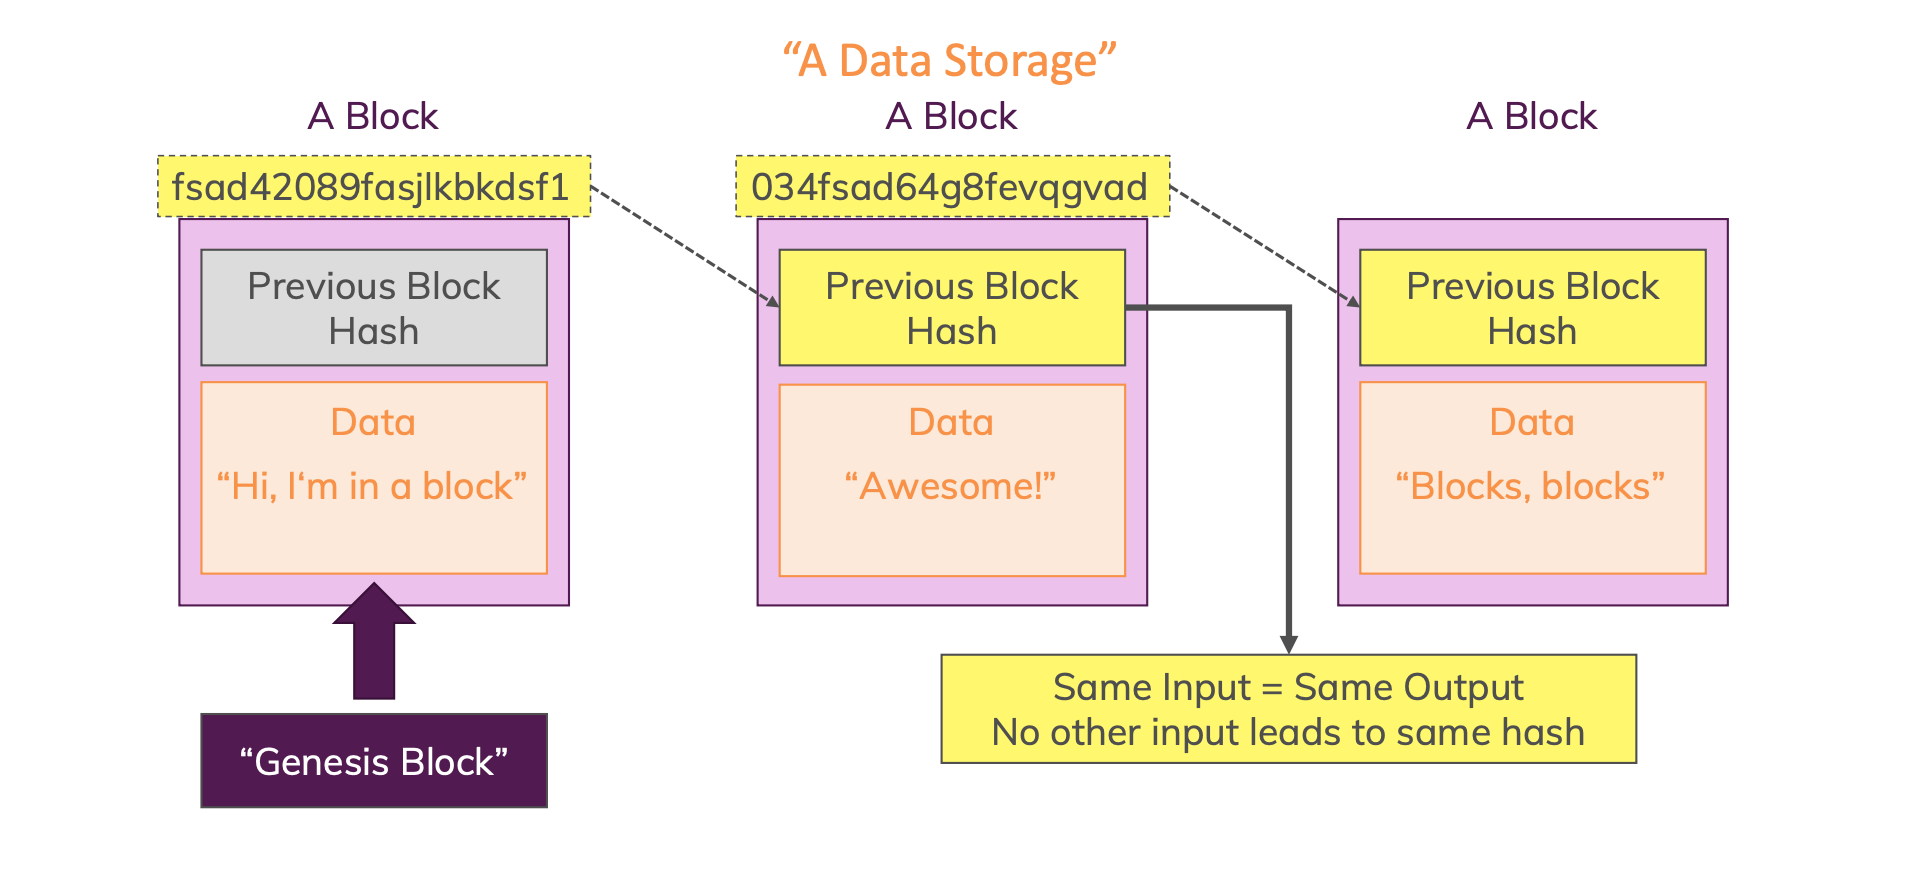 “A Data Storage”
A Block
A Block
A Block
fsad42089fasjlkbkdsf1
034fsad64g8fevqgvad
Previous Block
Hash
Data
“Hi, I‘m in a block”
Previous Block
Hash
Data
“Awesome!”
Previous Block
Hash
Data
“Blocks, blocks”
Same Input = Same Output
No other input leads to same hash
“Genesis Block”